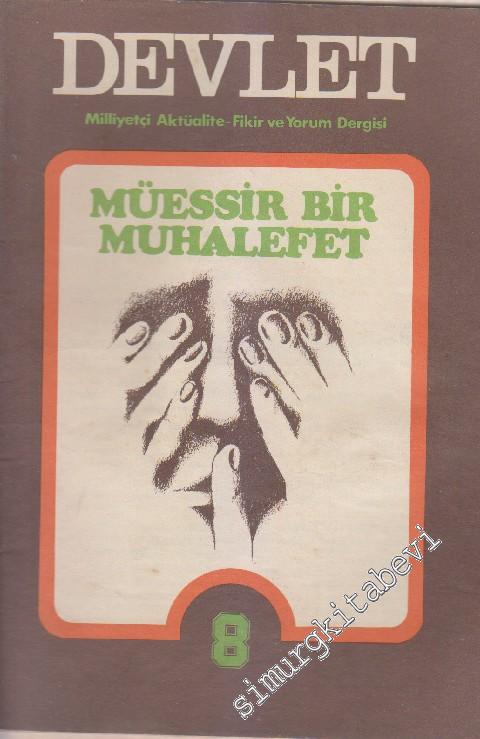 DEVLET
Milliyetçi Aktüalite-Fikir ve Yorum Dergisi
MÜESSİR BİR
MUHALEFET
8
simurgkitabevi